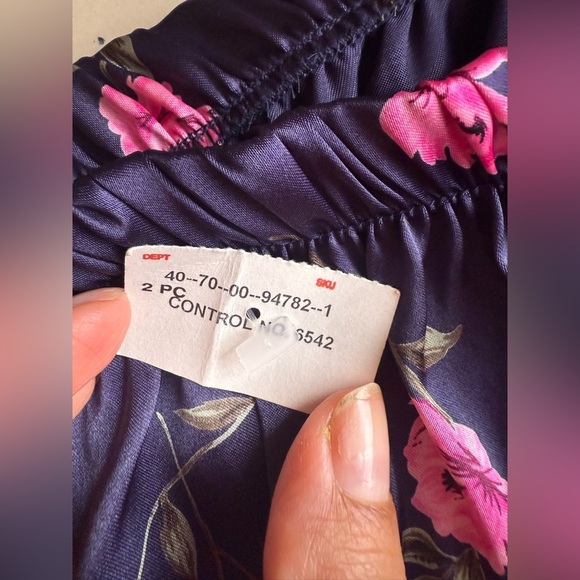 DEPT SKU
40--70--00--94782--1
2 PC
CONTROL NO. 6542